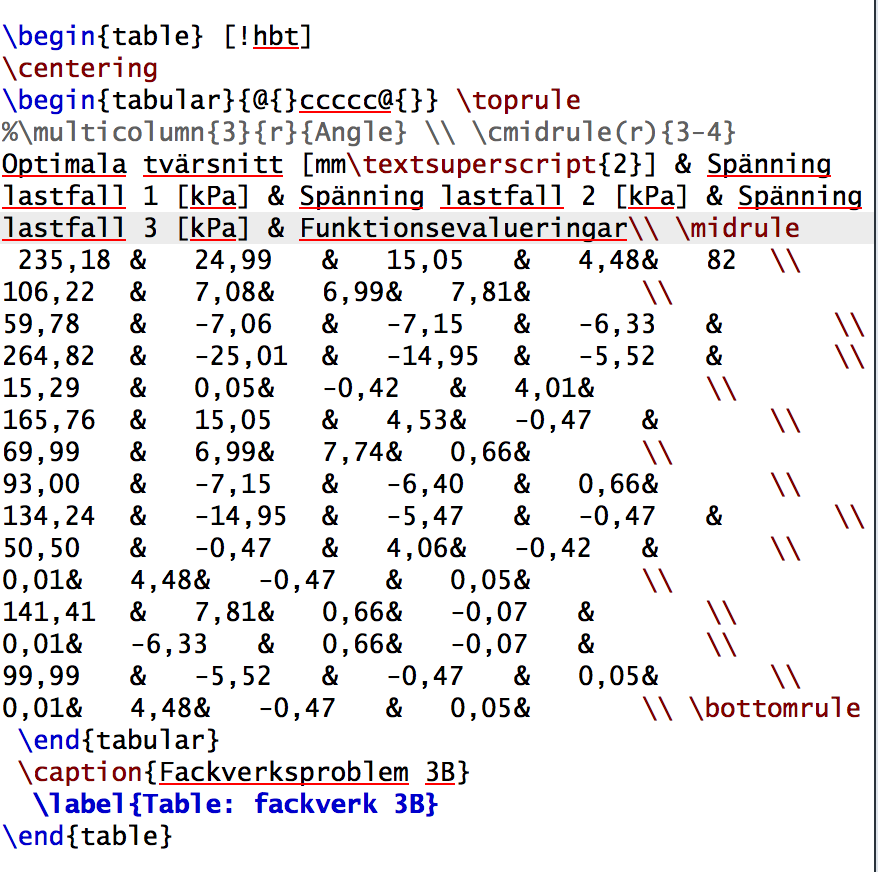 \begin{table} [!hbt]
\centering
\begin{tabular}{@{}ccccc@{}} \toprule
%\multicolumn{3}{r}{Angle} \\ \cmidrule(r){3-4}
Optimala tvärsnitt [mm\textsuperscript{2}] & Spänning
lastfall 1 [kPa] & Spänning lastfall 2 [kPa] & Spänning
lastfall 3 [kPa] & Funktionsevalueringar\\ \midrule
235,18 & 24,99 & 15,05 & 4,48& 82 \\
106,22 & 7,08& 6,99& 7,81& \\
59,78 & -7,06 & -7,15 & -6,33 & \\
264,82 & -25,01 & -14,95 & -5,52 & \\
15,29 & 0,05& -0,42 & 4,01& \\
165,76 & 15,05 & 4,53& -0,47 & \\
69,99 & 6,99& 7,74& 0,66& \\
93,00 & -7,15 & -6,40 & 0,66& \\
134,24 & -14,95 & -5,47 & -0,47 & \\
50,50 & -0,47 & 4,06& -0,42 & \\
0,01& 4,48& -0,47 & 0,05& \\
141,41 & 7,81& 0,66& -0,07 & \\
0,01& -6,33 & 0,66& -0,07 & \\
99,99 & -5,52 & -0,47 & 0,05& \\
0,01& 4,48& -0,47 & 0,05& \\ \bottomrule
\end{tabular}
\caption{Fackverksproblem 3B}
\label{Table: fackverk 3B}
\end{table}